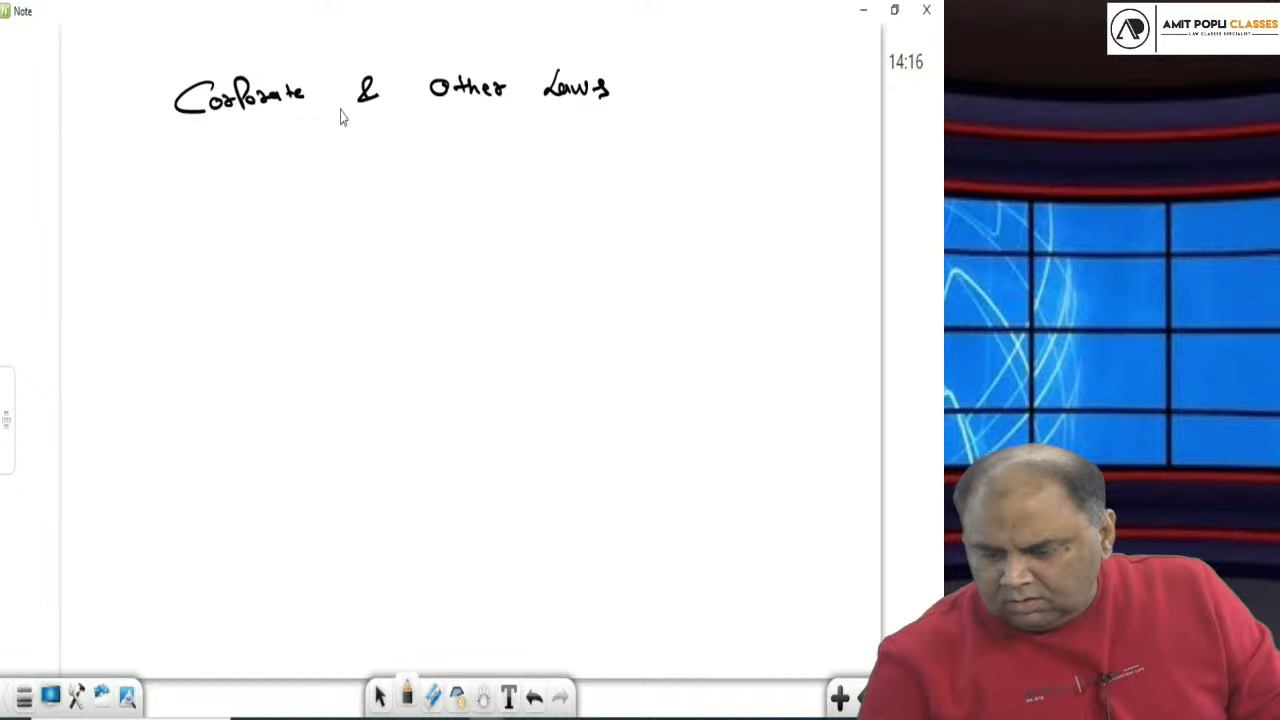 Note
AMIT POPLI CLASSES
LAW CLASSES SPECIALIST
14:16
Corporate & Other Laws